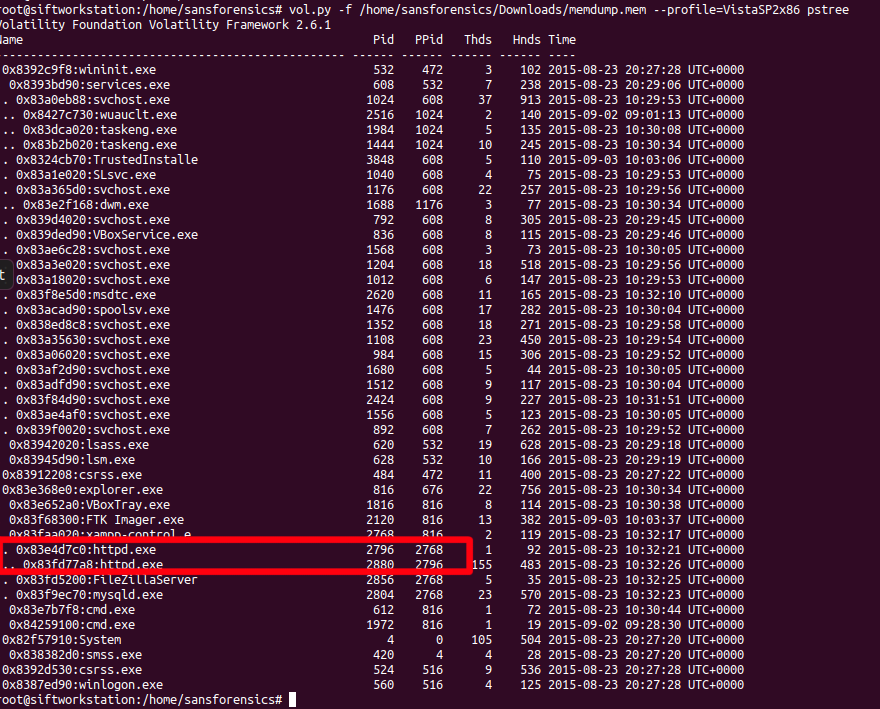 root@siftworkstation:/home/sansforensics# vol.py -f /home/sansforensics/Downloads/memdump.mem --profile=VistaSP2x86 pstree
Volatility Foundation Volatility Framework 2.6.1
Name Pid PPid Thds Hnds Time
-------------------------------------------------- ------ ------ ------ ------ ----
0x8392c9f8:wininit.exe 532 472 3 102 2015-08-23 20:27:28 UTC+0000
0x8393bd90:services.exe 608 532 7 238 2015-08-23 20:29:06 UTC+0000
. 0x83a0eb88:svchost.exe 1024 608 37 913 2015-08-23 10:29:53 UTC+0000
.. 0x8427c730:wuauclt.exe 2516 1024 2 140 2015-09-02 09:01:13 UTC+0000
.. 0x83dca020:taskeng.exe 1984 1024 5 135 2015-08-23 10:30:08 UTC+0000
.. 0x83b2b020:taskeng.exe 1444 1024 10 245 2015-08-23 10:30:34 UTC+0000
. 0x8324cb70:TrustedInstalle 3848 608 5 110 2015-09-03 10:03:06 UTC+0000
. 0x83a1e020:SLsvc.exe 1040 608 4 75 2015-08-23 10:29:53 UTC+0000
. 0x83a365d0:svchost.exe 1176 608 22 257 2015-08-23 10:29:56 UTC+0000
.. 0x83e2f168:dwm.exe 1688 1176 3 77 2015-08-23 10:30:34 UTC+0000
. 0x839d4020:svchost.exe 792 608 8 305 2015-08-23 20:29:45 UTC+0000
. 0x839ded90:VBoxService.exe 836 608 8 115 2015-08-23 20:29:46 UTC+0000
. 0x83ae6c28:svchost.exe 1568 608 3 73 2015-08-23 10:30:05 UTC+0000
. 0x83a3e020:svchost.exe 1204 608 18 518 2015-08-23 10:29:56 UTC+0000
t 0x83a18020:svchost.exe 1012 608 6 147 2015-08-23 10:29:53 UTC+0000
. 0x83f8e5d0:msdtc.exe 2620 608 11 165 2015-08-23 10:32:10 UTC+0000
. 0x83acad90:spoolsv.exe 1476 608 17 282 2015-08-23 10:30:04 UTC+0000
. 0x838ed8c8:svchost.exe 1352 608 18 271 2015-08-23 10:29:58 UTC+0000
. 0x83a35630:svchost.exe 1108 608 23 450 2015-08-23 10:29:54 UTC+0000
. 0x83a06020:svchost.exe 984 608 15 306 2015-08-23 10:29:52 UTC+0000
. 0x83af2d90:svchost.exe 1680 608 5 44 2015-08-23 10:30:05 UTC+0000
. 0x83adfd90:svchost.exe 1512 608 9 117 2015-08-23 10:30:04 UTC+0000
. 0x83f84d90:svchost.exe 2424 608 9 227 2015-08-23 10:31:51 UTC+0000
. 0x83ae4af0:svchost.exe 1556 608 5 123 2015-08-23 10:30:05 UTC+0000
. 0x839f0020:svchost.exe 892 608 7 262 2015-08-23 10:29:52 UTC+0000
0x83942020:lsass.exe 620 532 19 628 2015-08-23 20:29:18 UTC+0000
0x83945d90:lsm.exe 628 532 10 166 2015-08-23 20:29:19 UTC+0000
0x83912208:csrss.exe 484 472 11 400 2015-08-23 20:27:22 UTC+0000
0x83e368e0:explorer.exe 816 676 22 756 2015-08-23 10:30:34 UTC+0000
0x83e652a0:VBoxTray.exe 1816 816 8 114 2015-08-23 10:30:38 UTC+0000
0x83f68300:FTK Imager.exe 2120 816 13 382 2015-09-03 10:03:37 UTC+0000
0x83faa020:xampp-control.e 2768 816 2 119 2015-08-23 10:32:17 UTC+0000
. 0x83e4d7c0:httpd.exe 2796 2768 1 92 2015-08-23 10:32:21 UTC+0000
.. 0x83fd77a8:httpd.exe 2880 2796 155 483 2015-08-23 10:32:26 UTC+0000
. 0x83fd5200:FileZillaServer 2856 2768 5 35 2015-08-23 10:32:25 UTC+0000
. 0x83f9ec70:mysqld.exe 2804 2768 23 570 2015-08-23 10:32:23 UTC+0000
0x83e7b7f8:cmd.exe 612 816 1 72 2015-08-23 10:30:44 UTC+0000
0x84259100:cmd.exe 1972 816 1 19 2015-09-02 09:28:30 UTC+0000
0x82f57910:System 4 0 105 504 2015-08-23 20:27:20 UTC+0000
0x838382d0:smss.exe 420 4 4 28 2015-08-23 20:27:20 UTC+0000
0x8392d530:csrss.exe 524 516 9 536 2015-08-23 20:27:28 UTC+0000
0x8387ed90:winlogon.exe 560 516 4 125 2015-08-23 20:27:28 UTC+0000
root@siftworkstation:/home/sansforensics#